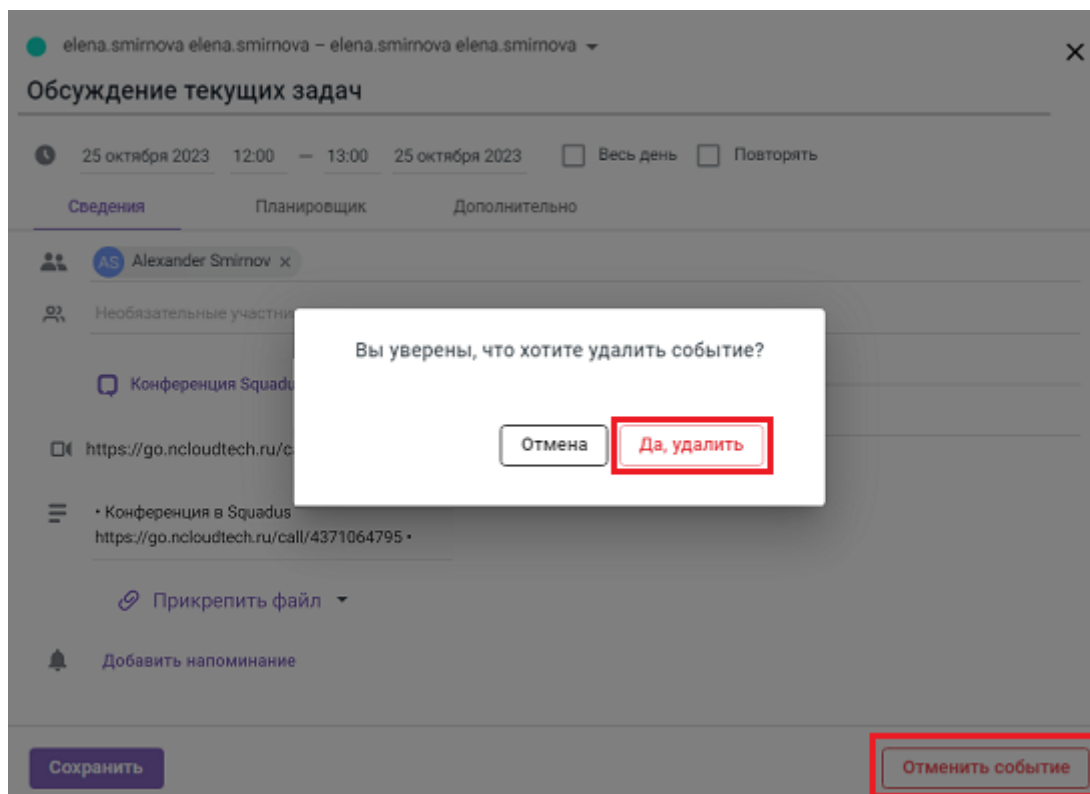 elena.smirnova elena.smirnova – elena.smirnova elena.smirnova
Обсуждение текущих задач
25 октября 2023 12:00 — 13:00 25 октября 2023 Весь день Повторять
Сведения Планировщик Дополнительно
AS Alexander Smirnov ×
Необязательные
Вы уверены, что хотите удалить событие?
Конференция
Отмена Да, удалить
https://go.ncloudtech.ru/c
• Конференция в Squadus
https://go.ncloudtech.ru/call/4371064795 •
Прикрепить файл
Добавить напоминание
Сохранить Отменить событие